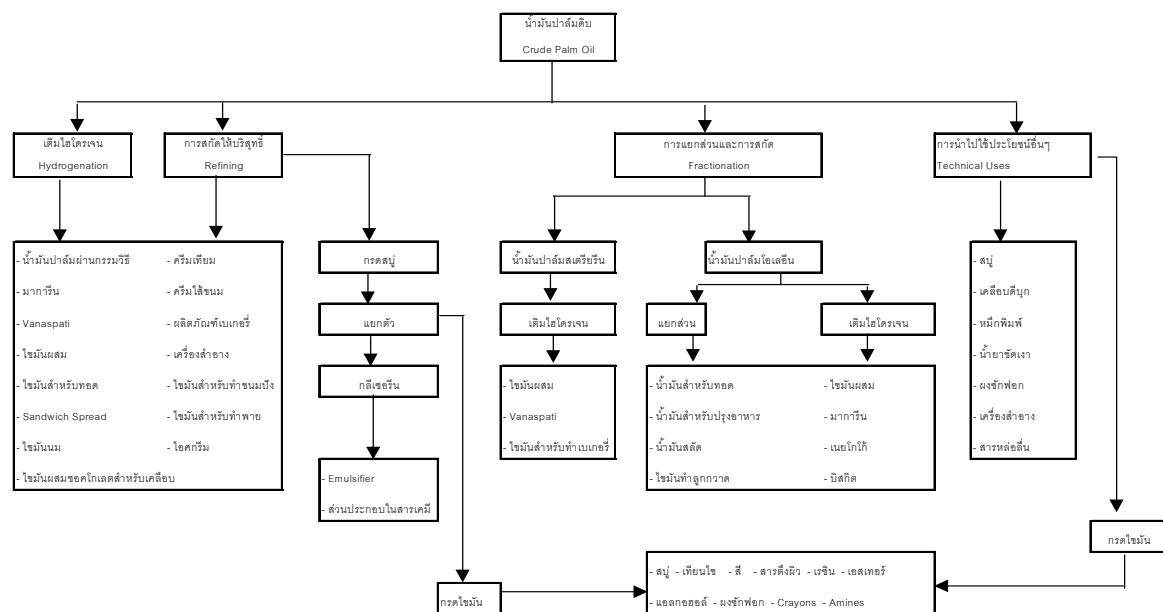 น้ำมันปาล์มดิบ
Crude Palm Oil
เติมไฮโดรเจน
Hydrogenation
การสกัดให้บริสุทธิ์
Refining
การแยกส่วนและการสกัด
Fractionation
การนำไปใช้ประโยชน์อื่นๆ
Technical Uses
- น้ำมันปาล์มผ่านกรรมวิธี - ครีมเทียม
- มาการีน - ครีมใส้ขนม
- Vanaspati - ผลิตภัณฑ์เบเกอรี่
- ไขมันผสม - เครื่องสำอาง
- ไขมันสำหรับทอด - ไขมันสำหรับทำขนมปัง
- Sandwich Spread - ไขมันสำหรับทำพาย
- ไขมันนม - ไอศกรีม
- ไขมันผสมชอคโกเลตสำหรับเคลือบ
กรดสบู่
แยกตัว
กลีเซอรีน
- Emulsifier
- ส่วนประกอบในสารเคมี
น้ำมันปาล์มสเตรียรีน
เติมไฮโดรเจน
- ไขมันผสม
- Vanaspati
- ไขมันสำหรับทำเบเกอรี่
น้ำมันปาล์มโอเลอีน
แยกส่วน
เติมไฮโดรเจน
- น้ำมันสำหรับทอด - ไขมันผสม
- น้ำมันสำหรับปรุงอาหาร - มาการีน
- น้ำมันสลัด - เนยโกโก้
- ไขมันทำลูกกวาด - บิสกิต
- สบู่
- เคลือบดีบุก
- หมึกพิมพ์
- น้ำยาขัดเงา
- ผงซักฟอก
- เครื่องสำอาง
- สารหล่อลื่น
กรดไขมัน
กรดไขมัน
- สบู่ - เทียนไข - สี - สารตึงผิว - เรซิน - เอสเทอร์
- แอลกอฮอล์ - ผงซักฟอก - Crayons - Amines